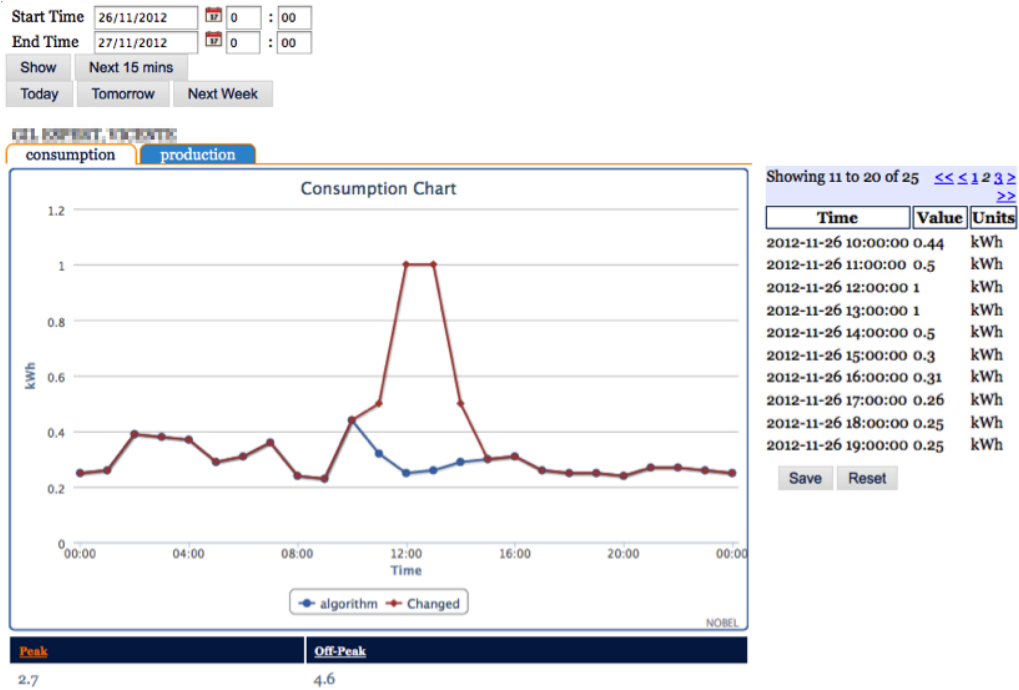 Start Time 26/11/2012 17 0 : 00
End Time 27/11/2012 17 0 : 00
Show Next 15 mins
Today Tomorrow Next Week
consumption production
Consumption Chart
1.2
1
0.8
0.6
0.4
0.2
0
kWh
00:00 04:00 08:00 12:00 16:00 20:00 00:00
Time
algorithm Changed
NOBEL
Peak Off-Peak
2.7 4.6
Showing 11 to 20 of 25 << < 1 2 3 >
>>
Time Value Units
2012-11-26 10:00:00 0.44 kWh
2012-11-26 11:00:00 0.5 kWh
2012-11-26 12:00:00 1 kWh
2012-11-26 13:00:00 1 kWh
2012-11-26 14:00:00 0.5 kWh
2012-11-26 15:00:00 0.3 kWh
2012-11-26 16:00:00 0.31 kWh
2012-11-26 17:00:00 0.26 kWh
2012-11-26 18:00:00 0.25 kWh
2012-11-26 19:00:00 0.25 kWh
Save Reset